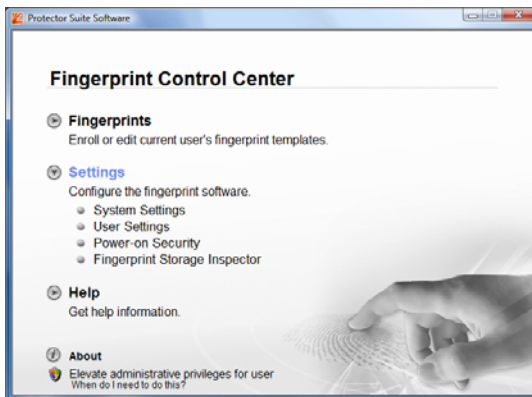 Protector Suite Software
Fingerprint Control Center
Fingerprints
Enroll or edit current user's fingerprint templates.
Settings
Configure the fingerprint software.
System Settings
User Settings
Power-on Security
Fingerprint Storage Inspector
Help
Get help information.
About
Elevate administrative privileges for user
When do I need to do this?